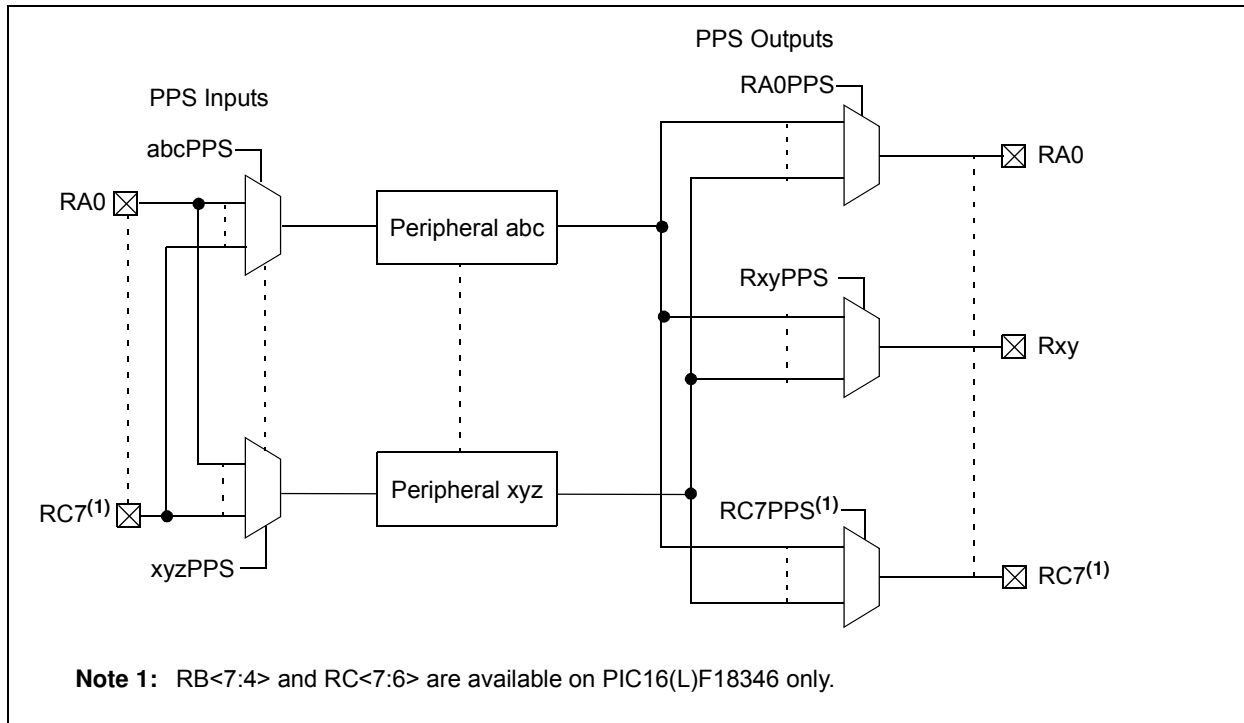 PPS Outputs
RA0PPS
PPS Inputs
abcPPS
RA0
RA0
Peripheral abc
RxyPPS
Rxy
Peripheral xyz
RC7(1)
RC7PPS(1)
xyzPPS
RC7(1)
Note 1: RB<7:4> and RC<7:6> are available on PIC16(L)F18346 only.